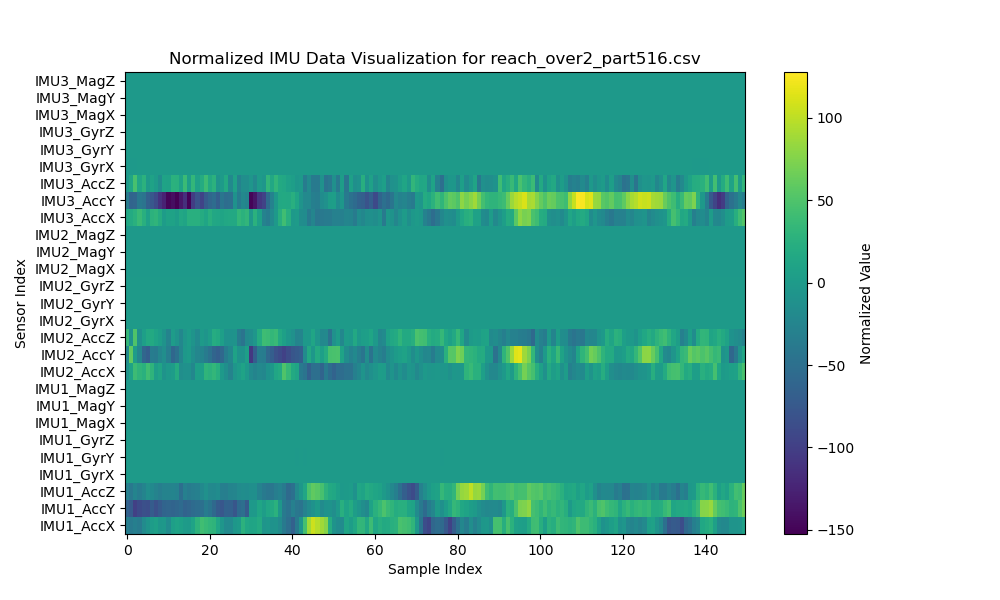 Normalized IMU Data Visualization for reach_over2_part516.csv
IMU3_MagZ
IMU3_MagY
IMU3_MagX
IMU3_GyrZ
IMU3_GyrY
IMU3_GyrX
IMU3_AccZ
IMU3_AccY
IMU3_AccX
IMU2_MagZ
IMU2_MagY
IMU2_MagX
IMU2_GyrZ
IMU2_GyrY
IMU2_GyrX
IMU2_AccZ
IMU2_AccY
IMU2_AccX
IMU1_MagZ
IMU1_MagY
IMU1_MagX
IMU1_GyrZ
IMU1_GyrY
IMU1_GyrX
IMU1_AccZ
IMU1_AccY
IMU1_AccX
Sensor Index
0 20 40 60 80 100 120 140
Sample Index
100
50
0
−50
−100
−150
Normalized Value